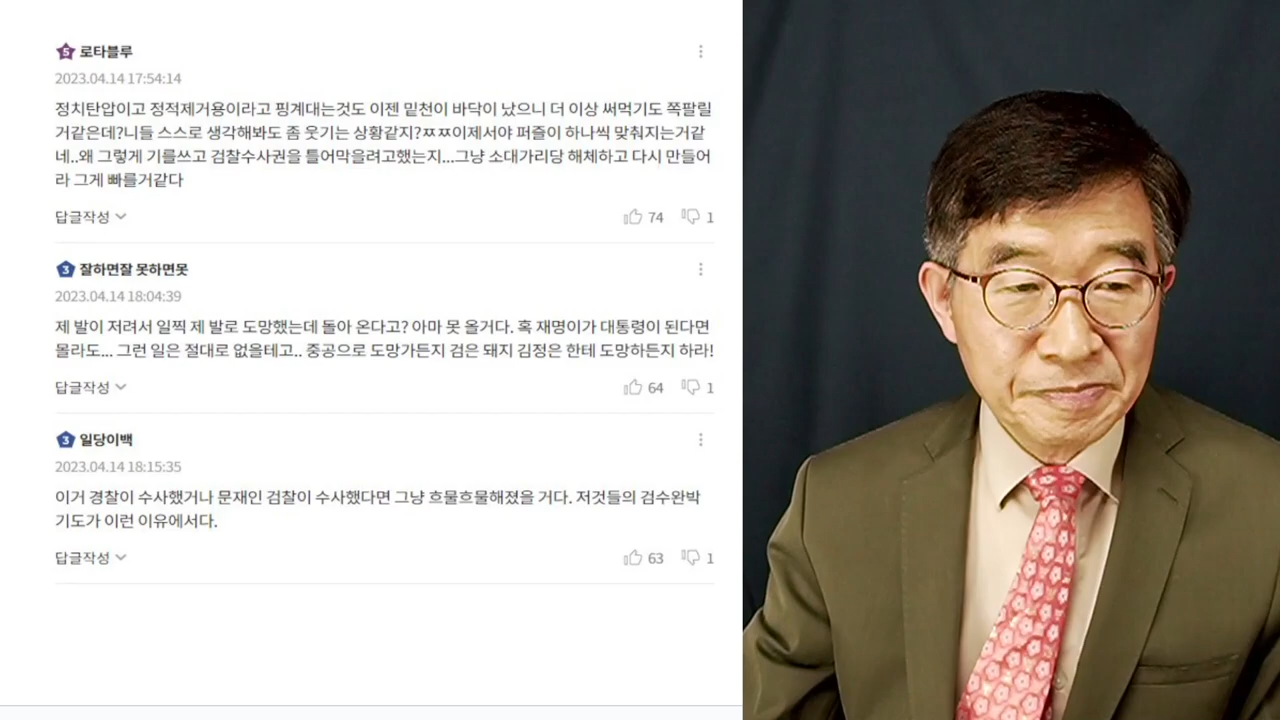 5 로타블루
2023.04.14 17:54:14
정치탄압이고 정적제거용이라고 핑계대는것도 이젠 밑천이 바닥이 났으니 더 이상 써먹기도 쪽팔릴
거같은데?니들 스스로 생각해봐도 좀 웃기는 상황같지?ㅉㅉ이제서야 퍼즐이 하나씩 맞춰지는거같
네..왜 그렇게 기를쓰고 검찰수사권을 틀어막을려고했는지...그냥 소대가리당 해체하고 다시 만들어
라 그게 빠를거같다
답글작성 74 1
3 잘하면잘 못하면못
2023.04.14 18:04:39
제 발이 저려서 일찍 제 발로 도망했는데 돌아 온다고? 아마 못 올거다. 혹 재명이가 대통령이 된다면
몰라도... 그런 일은 절대로 없을테고.. 중공으로 도망가든지 검은 돼지 김정은 한테 도망하든지 하라!
답글작성 64 1
3 일당이백
2023.04.14 18:15:35
이거 경찰이 수사했거나 문재인 검찰이 수사했다면 그냥 흐물흐물해졌을 거다. 저것들의 검수완박
기도가 이런 이유에서다.
답글작성 63 1